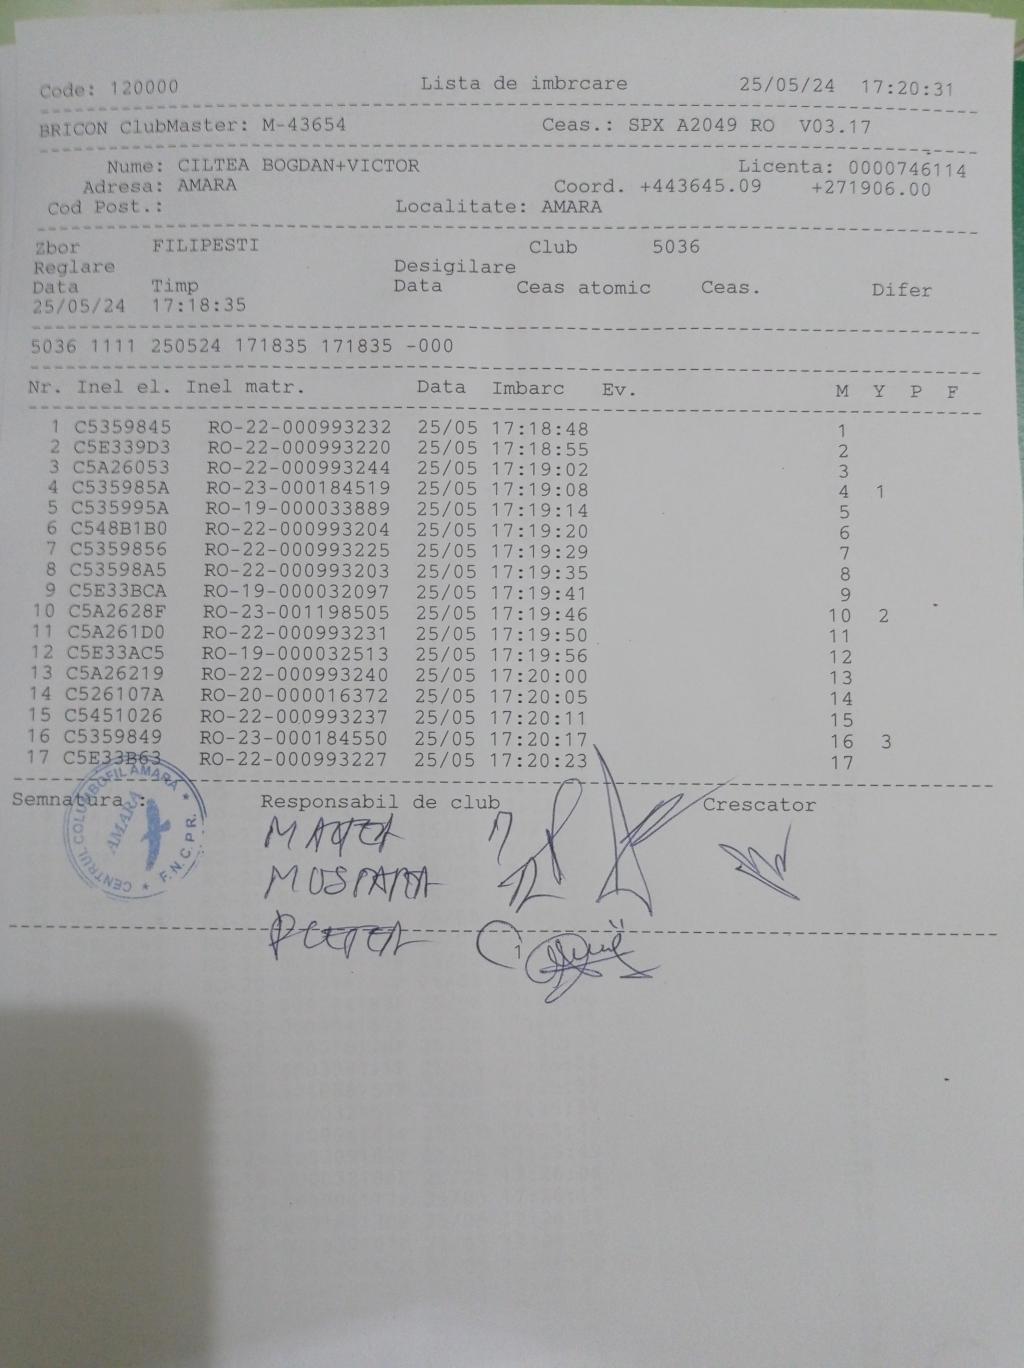 Code: 120000 Lista de imbrcare 25/05/24 17:20:31
BRICON ClubMaster: M-43654 Ceas.: SPX A2049 RO V03.17
Nume: CILTEA BOGDAN+VICTOR Licenta: 0000746114
Adresa: AMARA Coord. +443645.09 +271906.00
Cod Post.: Localitate: AMARA
Zbor FILIPESTI Club 5036
Reglare Desigilare
Data Timp Data Ceas atomic Ceas. Difer
25/05/24 17:18:35
5036 1111 250524 171835 171835 -000
Nr. Inel el. Inel matr. Data Imbarc Ev. M Y P F
1 C5359845 RO-22-000993232 25/05 17:18:48 1
2 C5E339D3 RO-22-000993220 25/05 17:18:55 2
3 C5A26053 RO-22-000993244 25/05 17:19:02 3
4 C535985A RO-23-000184519 25/05 17:19:08 4 1
5 C535995A RO-19-000033889 25/05 17:19:14 5
6 C548B1B0 RO-22-000993204 25/05 17:19:20 6
7 C5359856 RO-22-000993225 25/05 17:19:29 7
8 C53598A5 RO-22-000993203 25/05 17:19:35 8
9 C5E33BCA RO-19-000032097 25/05 17:19:41 9
10 C5A2628F RO-23-001198505 25/05 17:19:46 10 2
11 C5A261D0 RO-22-000993231 25/05 17:19:50 11
12 C5E33AC5 RO-19-000032513 25/05 17:19:56 12
13 C5A26219 RO-22-000993240 25/05 17:20:00 13
14 C526107A RO-20-000016372 25/05 17:20:05 14
15 C5451026 RO-22-000993237 25/05 17:20:11 15
16 C5359849 RO-23-000184550 25/05 17:20:17 16 3
17 C5E33B63 RO-22-000993227 25/05 17:20:23 17
Semnatura : Responsabil de club Crescator
CENTRUL COLUMBOFIL AMARA * F.N.C.P.R. *
AMARA